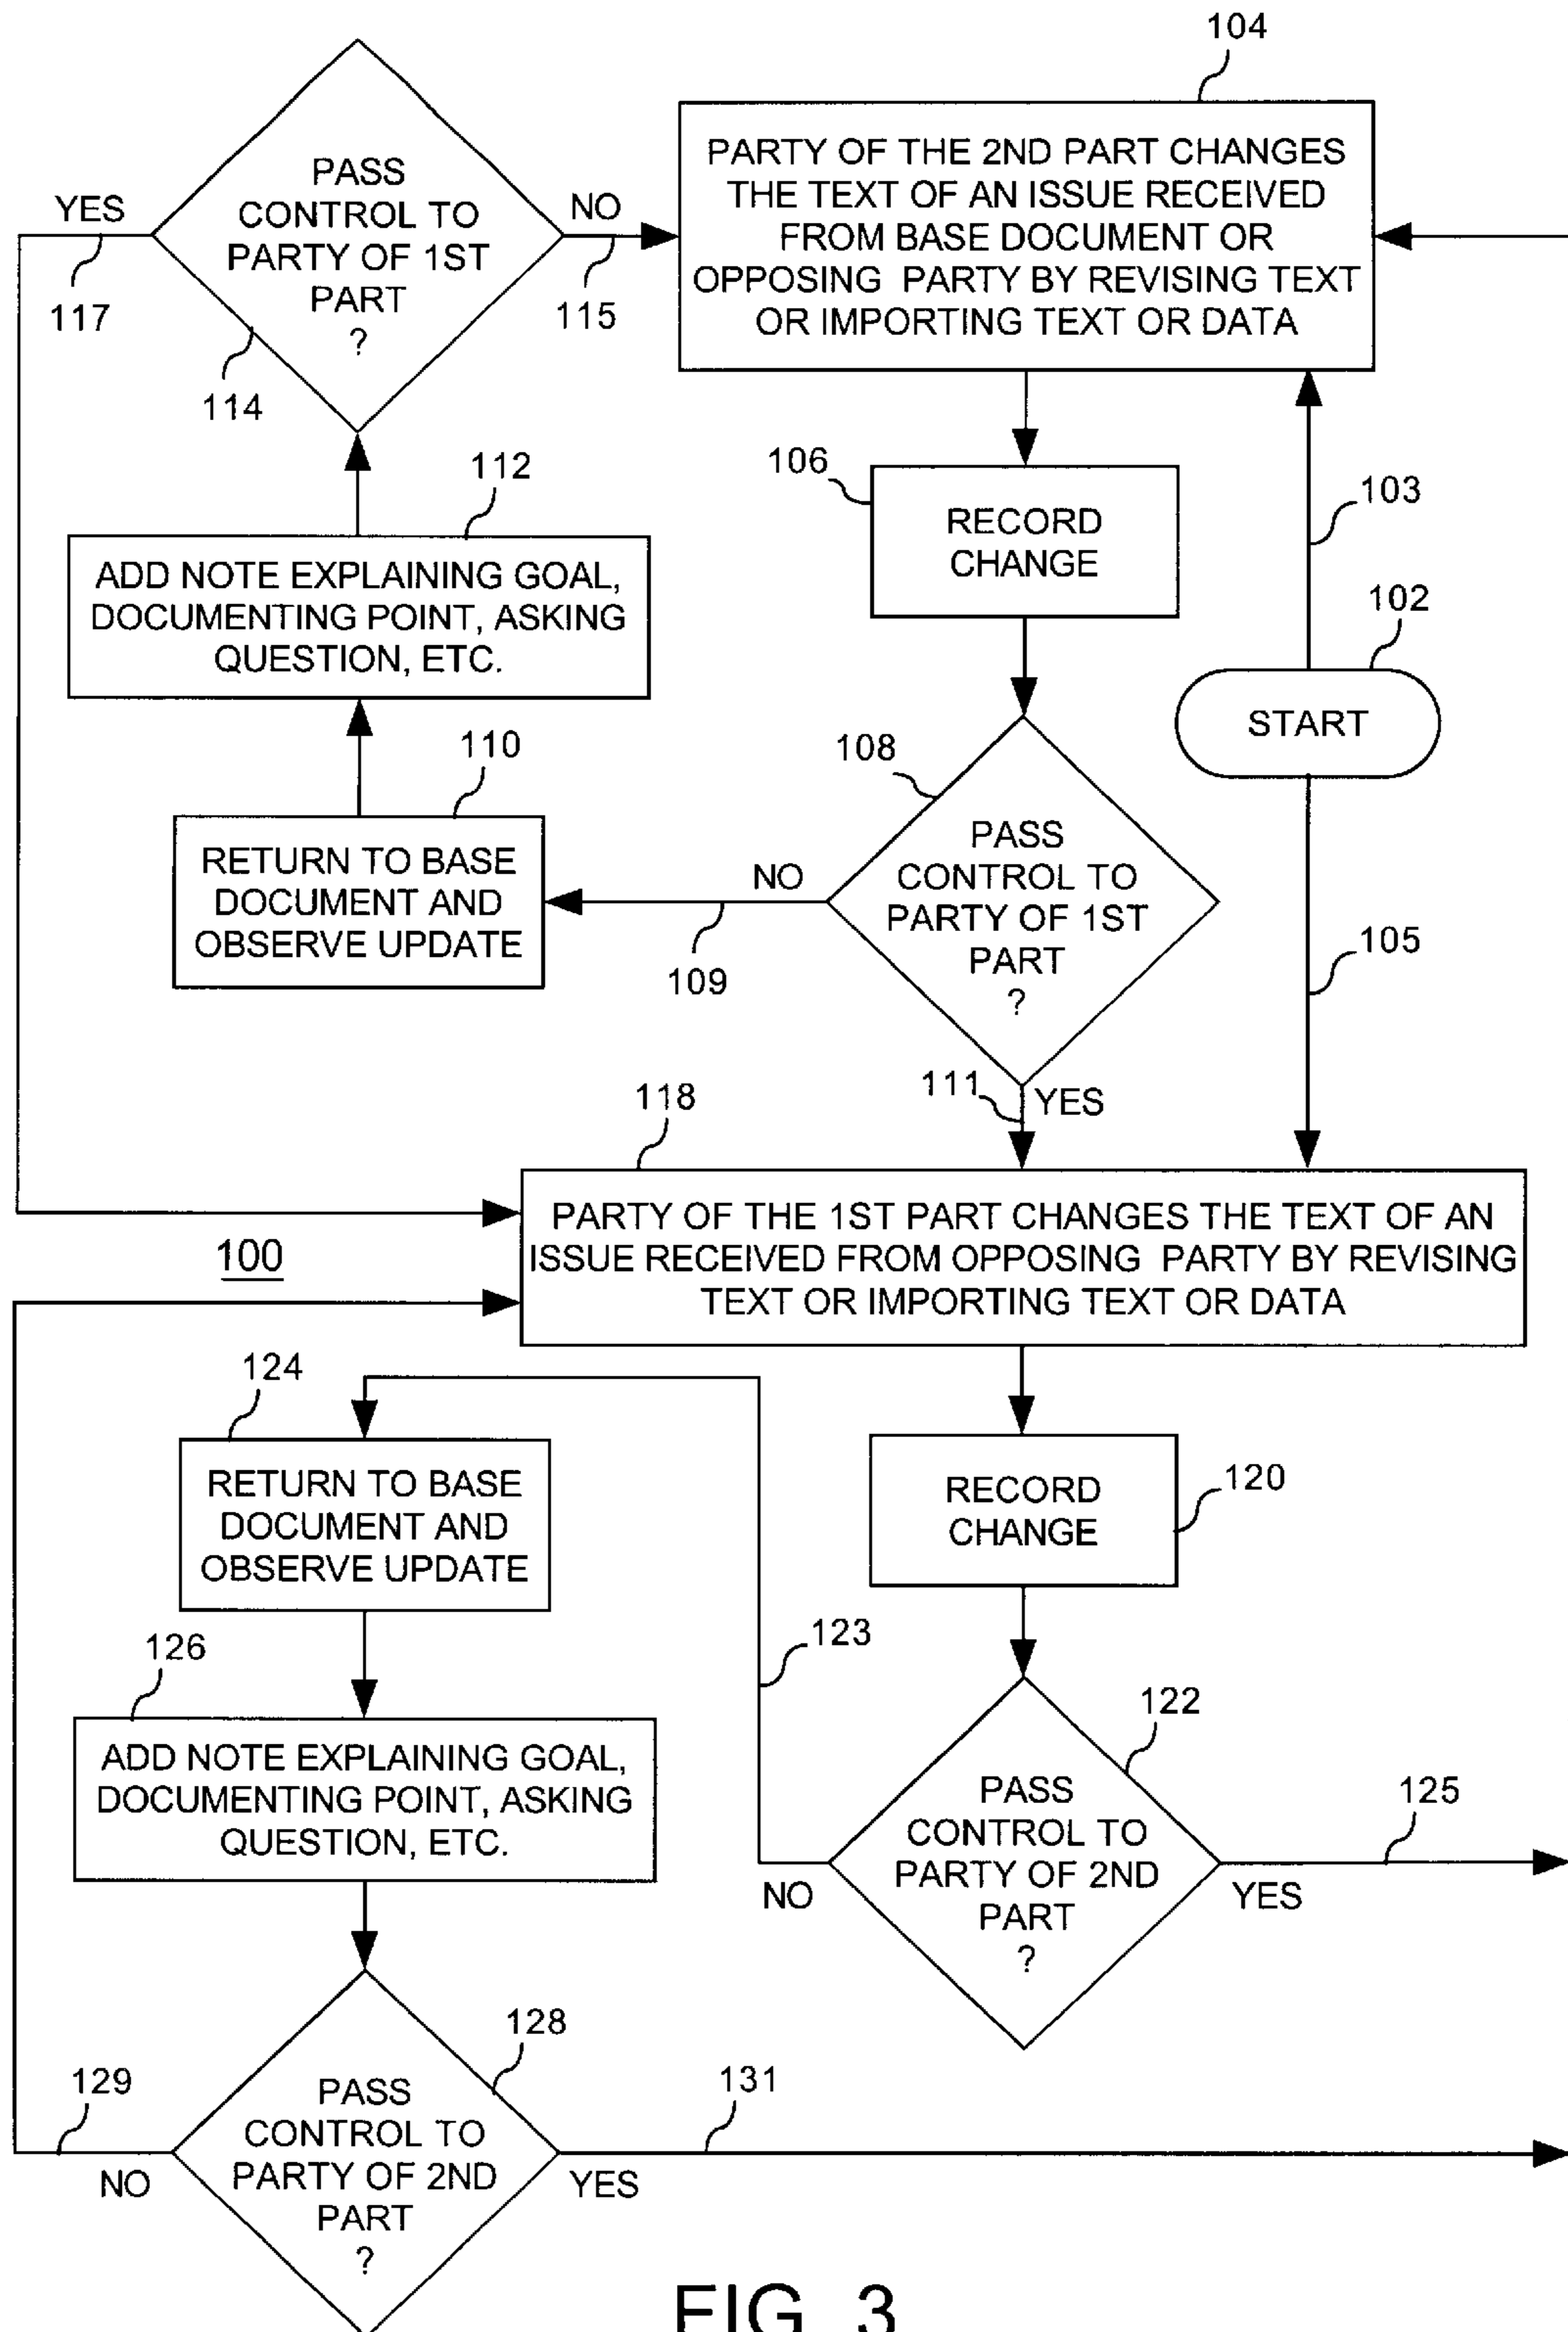 104
PASS
CONTROL TO
PARTY OF 1ST
PART
?
YES
117
114
NO
115
PARTY OF THE 2ND PART CHANGES
THE TEXT OF AN ISSUE RECEIVED
FROM BASE DOCUMENT OR
OPPOSING PARTY BY REVISING TEXT
OR IMPORTING TEXT OR DATA
112
ADD NOTE EXPLAINING GOAL,
DOCUMENTING POINT, ASKING
QUESTION, ETC.
106
RECORD
CHANGE
103
102
START
110
RETURN TO BASE
DOCUMENT AND
OBSERVE UPDATE
108
NO
109
PASS
CONTROL TO
PARTY OF 1ST
PART
?
105
111
YES
118
PARTY OF THE 1ST PART CHANGES THE TEXT OF AN
ISSUE RECEIVED FROM OPPOSING PARTY BY REVISING
TEXT OR IMPORTING TEXT OR DATA
100
124
RETURN TO BASE
DOCUMENT AND
OBSERVE UPDATE
RECORD
CHANGE
120
123
126
ADD NOTE EXPLAINING GOAL,
DOCUMENTING POINT, ASKING
QUESTION, ETC.
122
PASS
CONTROL TO
PARTY OF 2ND
PART
?
NO
125
YES
128
129
NO
PASS
CONTROL TO
PARTY OF 2ND
PART
?
131
YES
FIG. 3